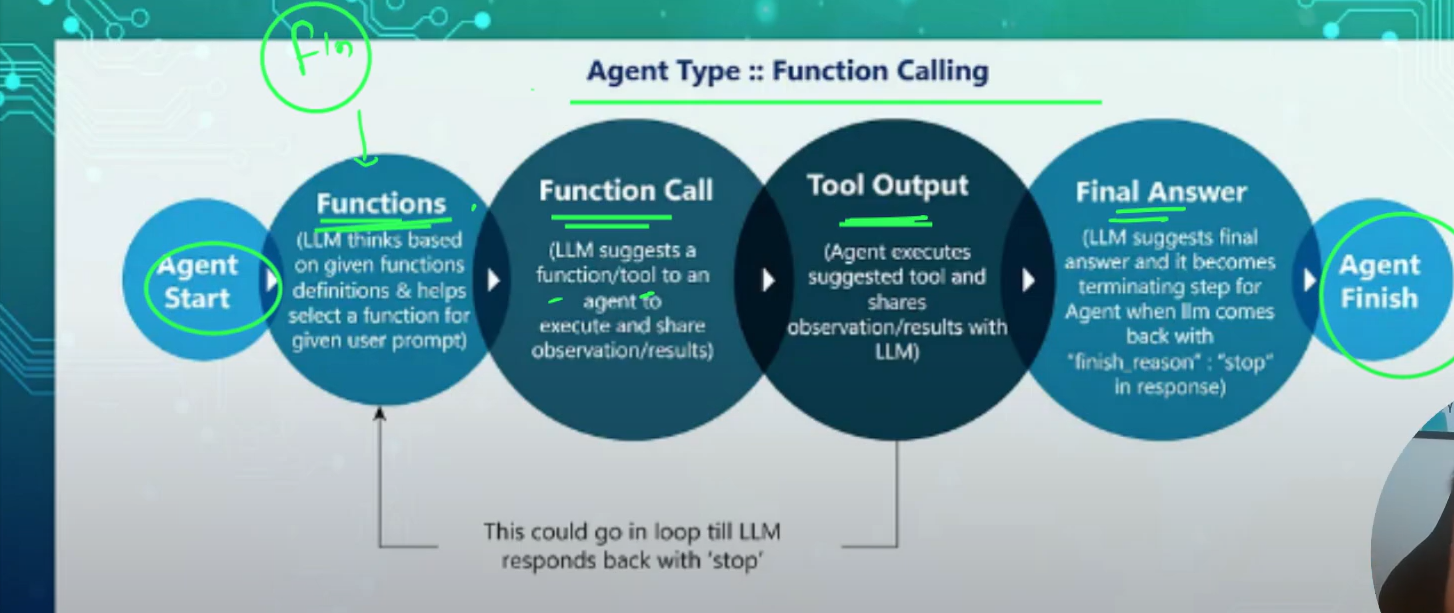 Agent Type :: Function Calling
Agent
Start
Functions
(LLM thinks based
on given functions
definitions & helps
select a function for
given user prompt)
Function Call
(LLM suggests a
function/tool to an
agent to
execute and share
observation/results)
Tool Output
(Agent executes
suggested tool and
shares
observation/results with
LLM)
Final Answer
(LLM suggests final
answer and it becomes
terminating step for
Agent when llm comes
back with
"finish_reason" : "stop"
in response)
Agent
Finish
This could go in loop till LLM
responds back with 'stop'